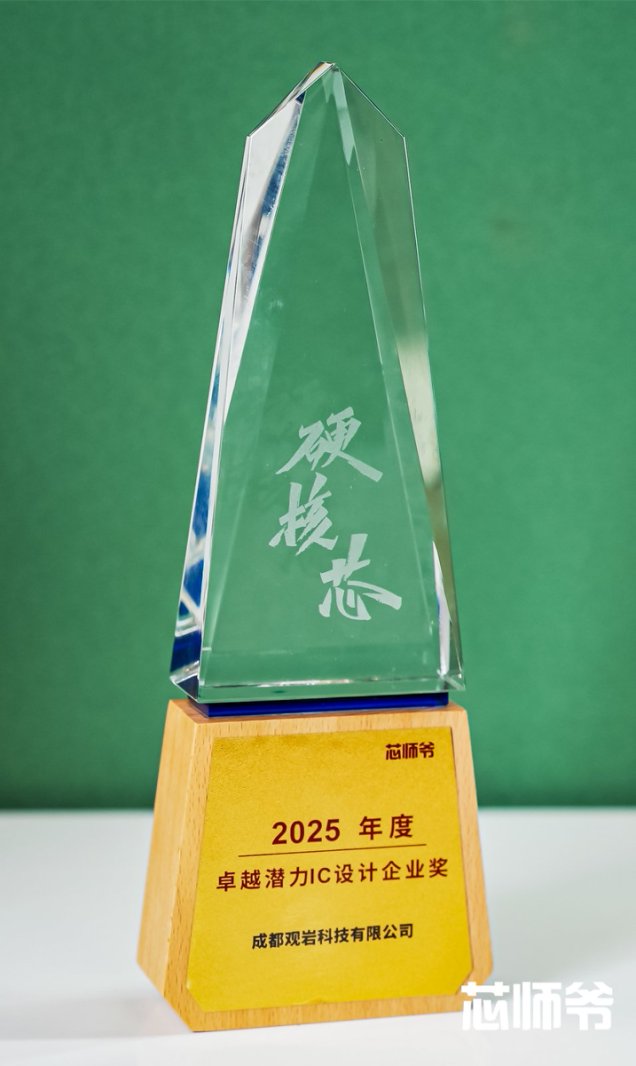 硬
核
芯
芯师爷
2025 年度
卓越潜力IC设计企业奖
成都观岩科技有限公司
芯师爷